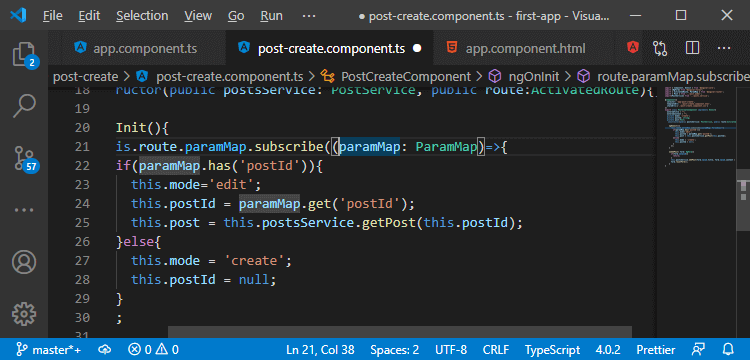 File Edit Selection View Go Run ··· ● post-create.component.ts - first-app - Visua...
app.component.ts post-create.component.ts ● app.component.html
post-create > post-create.component.ts > PostCreateComponent > ngOnInit > route.paramMap.subscribe
18 ructor(public postsService: PostService, public route:ActivatedRoute){
19
20 Init(){
21 is.route.paramMap.subscribe((paramMap: ParamMap)=>{
22 if(paramMap.has('postId')){
23 this.mode='edit';
24 this.postId = paramMap.get('postId');
25 this.post = this.postsService.getPost(this.postId);
26 }else{
27 this.mode = 'create';
28 this.postId = null;
29 }
30 ;
31
2
57
master*+ 0 0 Ln 21, Col 38 Spaces: 2 UTF-8 CRLF TypeScript 4.0.2 Prettier